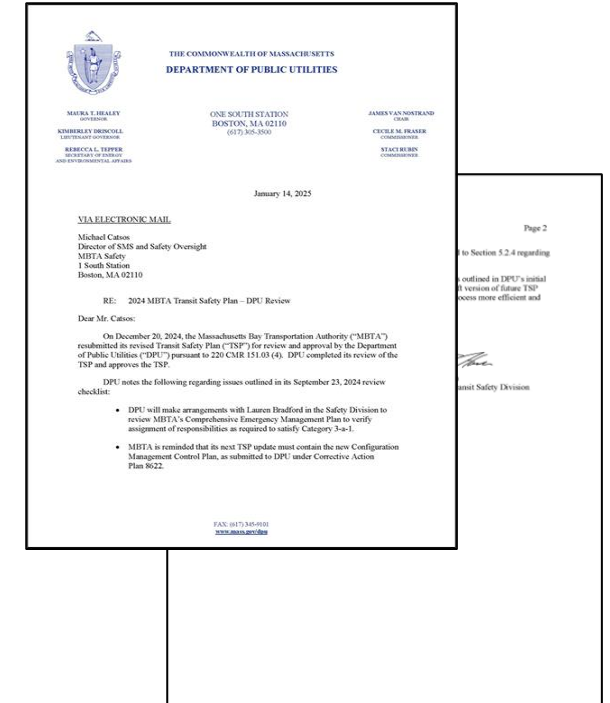 THE COMMONWEALTH OF MASSACHUSETTS
DEPARTMENT OF PUBLIC UTILITIES
MAURA T. HEALEY
GOVERNOR
KIMBERLEY DRISCOLL
LIEUTENANT GOVERNOR
REBECCA L. TEPPER
SECRETARY OF ENERGY
AND ENVIRONMENTAL AFFAIRS
ONE SOUTH STATION
BOSTON, MA 02110
(617) 305-3500
JAMES VAN NOSTRAND
CHAIR
CECILE M. FRASER
COMMISSIONER
STACI RUBIN
COMMISSIONER
January 14, 2025
VIA ELECTRONIC MAIL
Michael Catsos
Director of SMS and Safety Oversight
MBTA Safety
1 South Station
Boston, MA 02110
RE: 2024 MBTA Transit Safety Plan – DPU Review
Dear Mr. Catsos:
On December 20, 2024, the Massachusetts Bay Transportation Authority (“MBTA”)
resubmitted its revised Transit Safety Plan (“TSP”) for review and approval by the Department
of Public Utilities (“DPU”) pursuant to 220 CMR 151.03 (4). DPU completed its review of the
TSP and approves the TSP.
DPU notes the following regarding issues outlined in its September 23, 2024 review
checklist:
• DPU will make arrangements with Lauren Bradford in the Safety Division to
review MBTA’s Comprehensive Emergency Management Plan to verify
assignment of responsibilities as required to satisfy Category 3-a-1.
• MBTA is reminded that its next TSP update must contain the new Configuration
Management Control Plan, as submitted to DPU under Corrective Action
Plan 8622.
FAX: (617) 345-9101
www.mass.gov/dpu
Page 2
to Section 5.2.4 regarding
outlined in DPU’s initial
version of future TSP
more efficient and
Safety Division